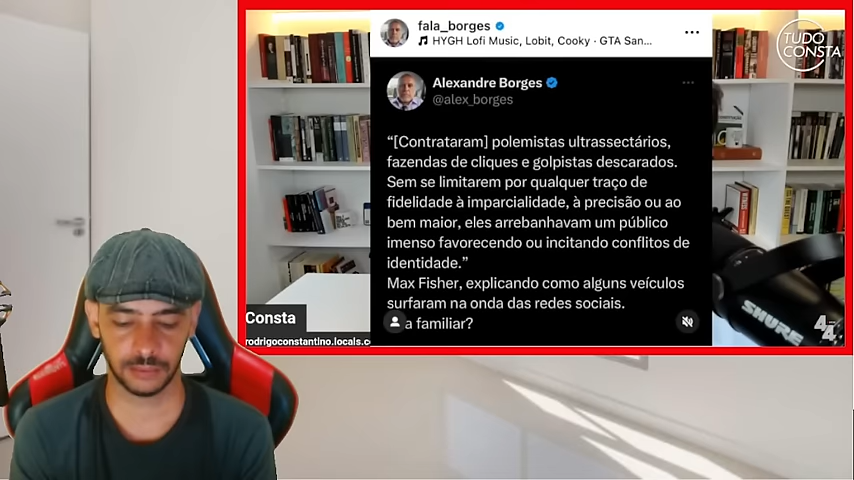 fala_borges
HYGH Lofi Music, Lobit, Cooky · GTA San...
TUDO
CONSTA
Alexandre Borges
@alex_borges
“[Contrataram] polemistas ultrassectários,
fazendas de cliques e golpistas descarados.
Sem se limitarem por qualquer traço de
fidelidade à imparcialidade, à precisão ou ao
bem maior, eles arrebanhavam um público
imenso favorecendo ou incitando conflitos de
identidade.”
Max Fisher, explicando como alguns veículos
surfaram na onda das redes sociais.
a familiar?
Consta
rodrigoconstantino.locals.c
SHURE